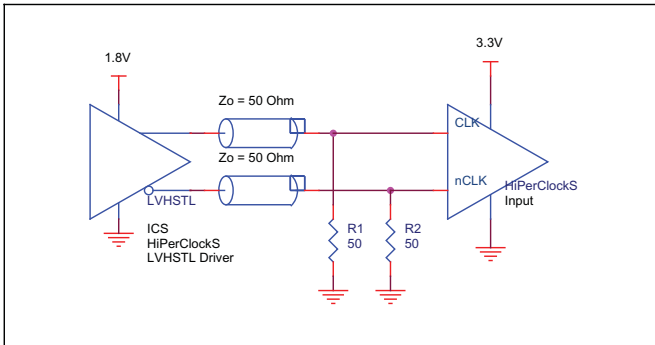 1.8V
3.3V
Zo = 50 Ohm
CLK
Zo = 50 Ohm
nCLK
HiPerClockS
Input
LVHSTL
ICS
HiPerClockS
LVHSTL Driver
R1
50
R2
50